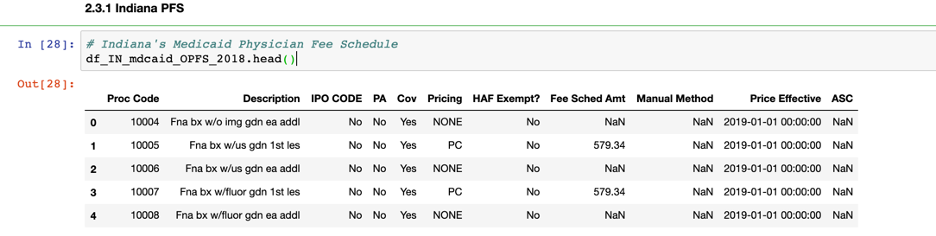 2.3.1 Indiana PFS
In [28]: # Indiana's Medicaid Physician Fee Schedule
df_IN_mdcaid_OPFS_2018.head()
Out[28]:
Proc Code Description IPO CODE PA Cov Pricing HAF Exempt? Fee Sched Amt Manual Method Price Effective ASC
0 10004 Fna bx w/o img gdn ea addl No No Yes NONE No NaN NaN 2019-01-01 00:00:00 NaN
1 10005 Fna bx w/us gdn 1st les No No Yes PC No 579.34 NaN 2019-01-01 00:00:00 NaN
2 10006 Fna bx w/us gdn ea addl No No Yes NONE No NaN NaN 2019-01-01 00:00:00 NaN
3 10007 Fna bx w/fluor gdn 1st les No No Yes PC No 579.34 NaN 2019-01-01 00:00:00 NaN
4 10008 Fna bx w/fluor gdn ea addl No No Yes NONE No NaN NaN 2019-01-01 00:00:00 NaN